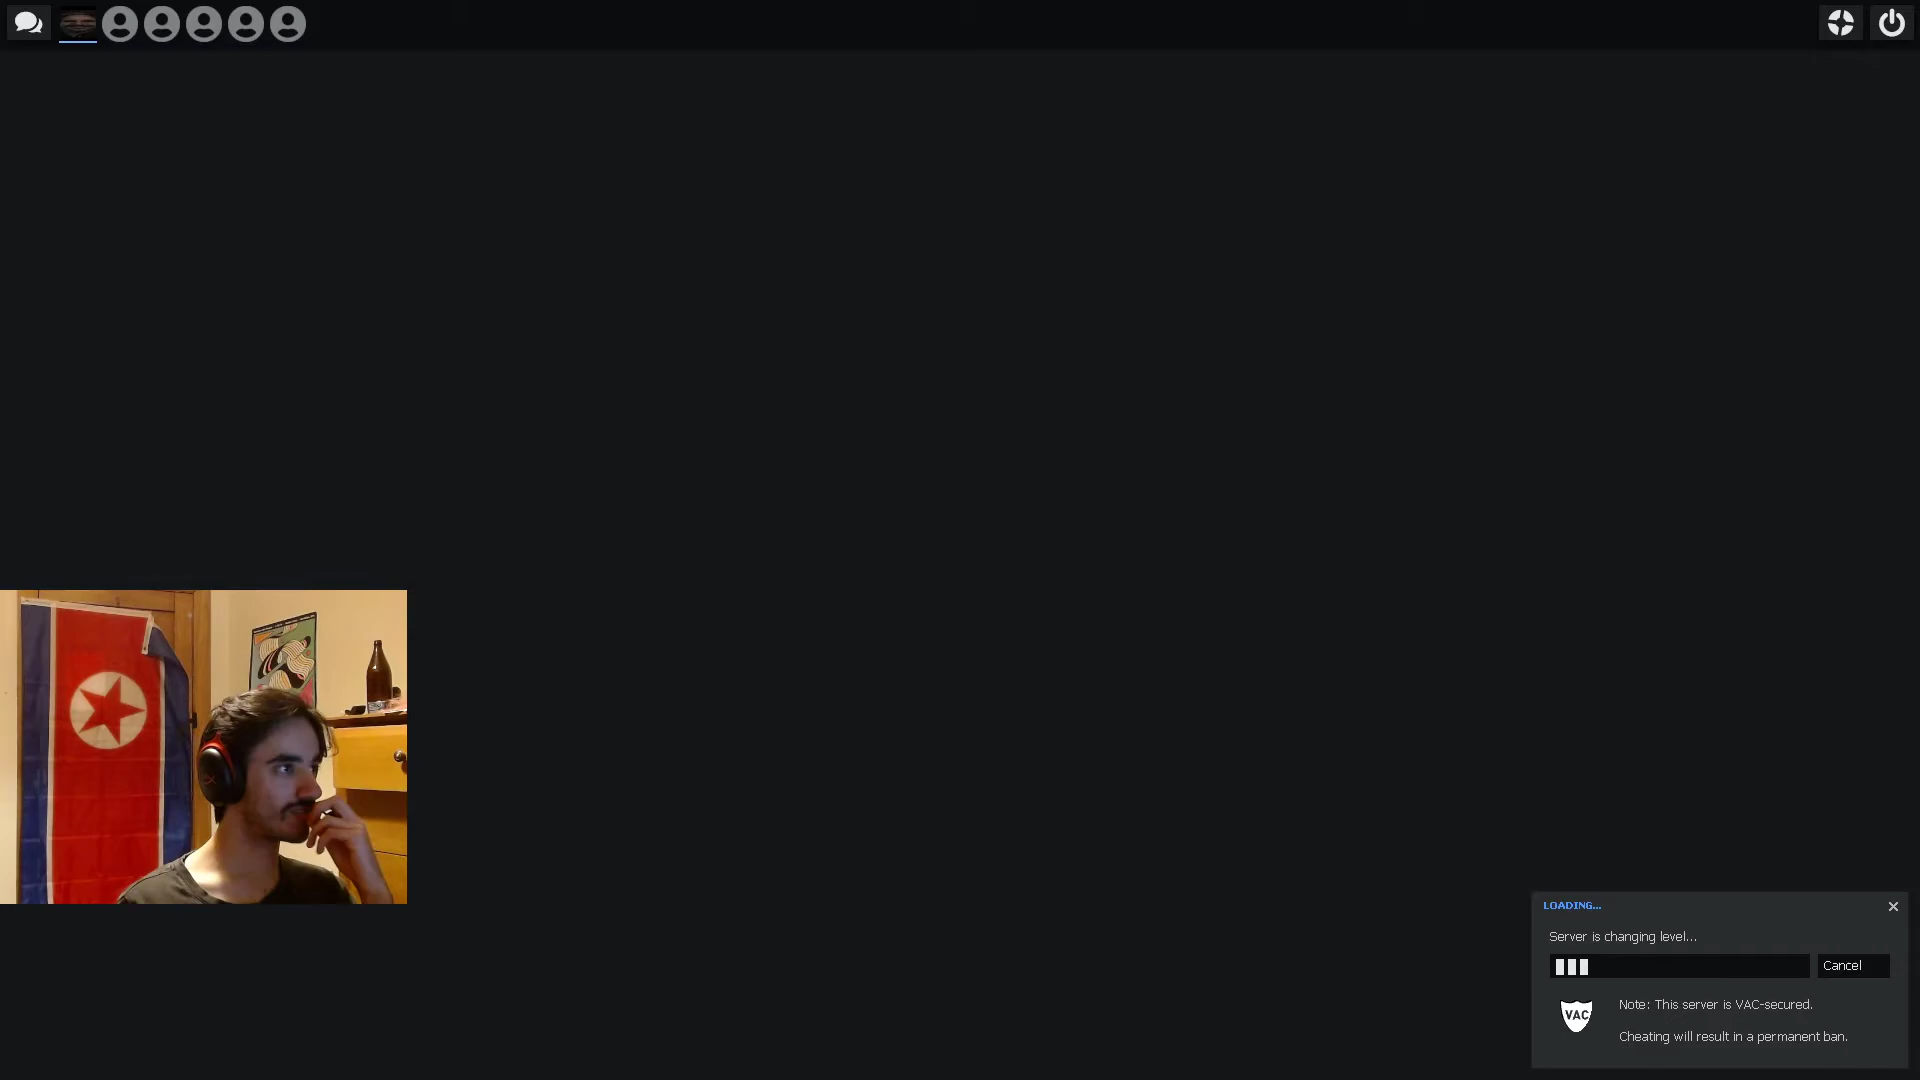 LOADING...
Server is changing level...
Cancel
VAC
Note: This server is VAC-secured.
Cheating will result in a permanent ban.